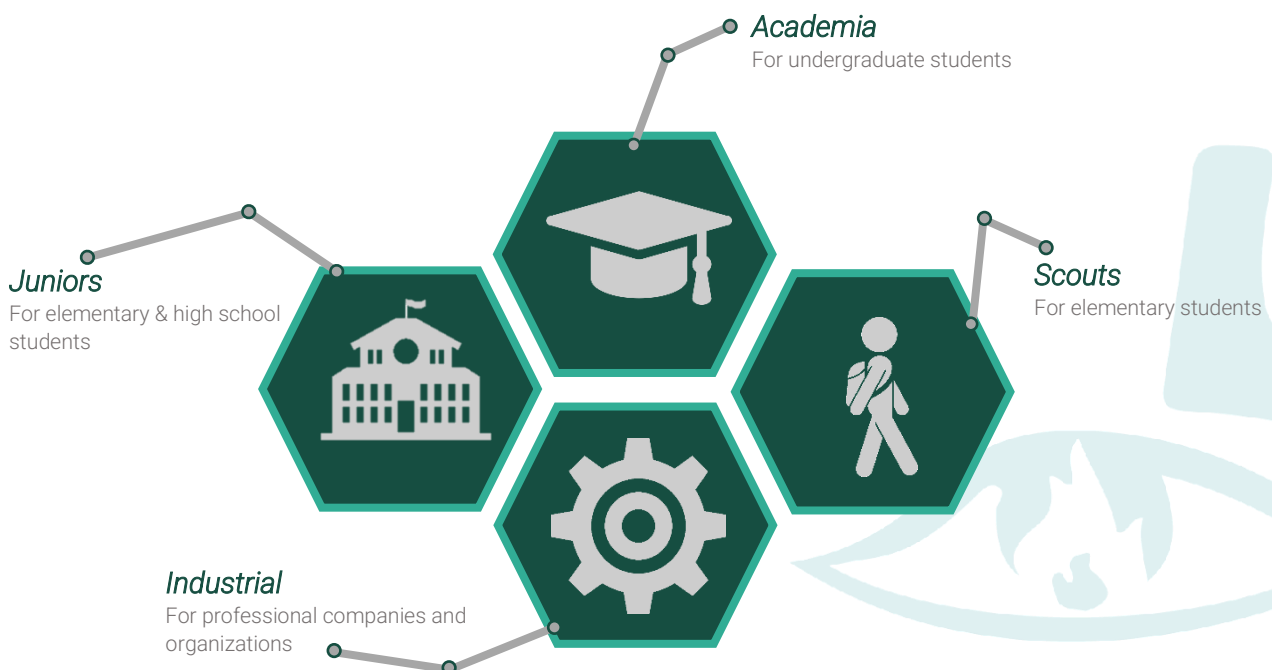 Academia
For undergraduate students
Juniors
For elementary & high school
students
Scouts
For elementary students
Industrial
For professional companies and
organizations